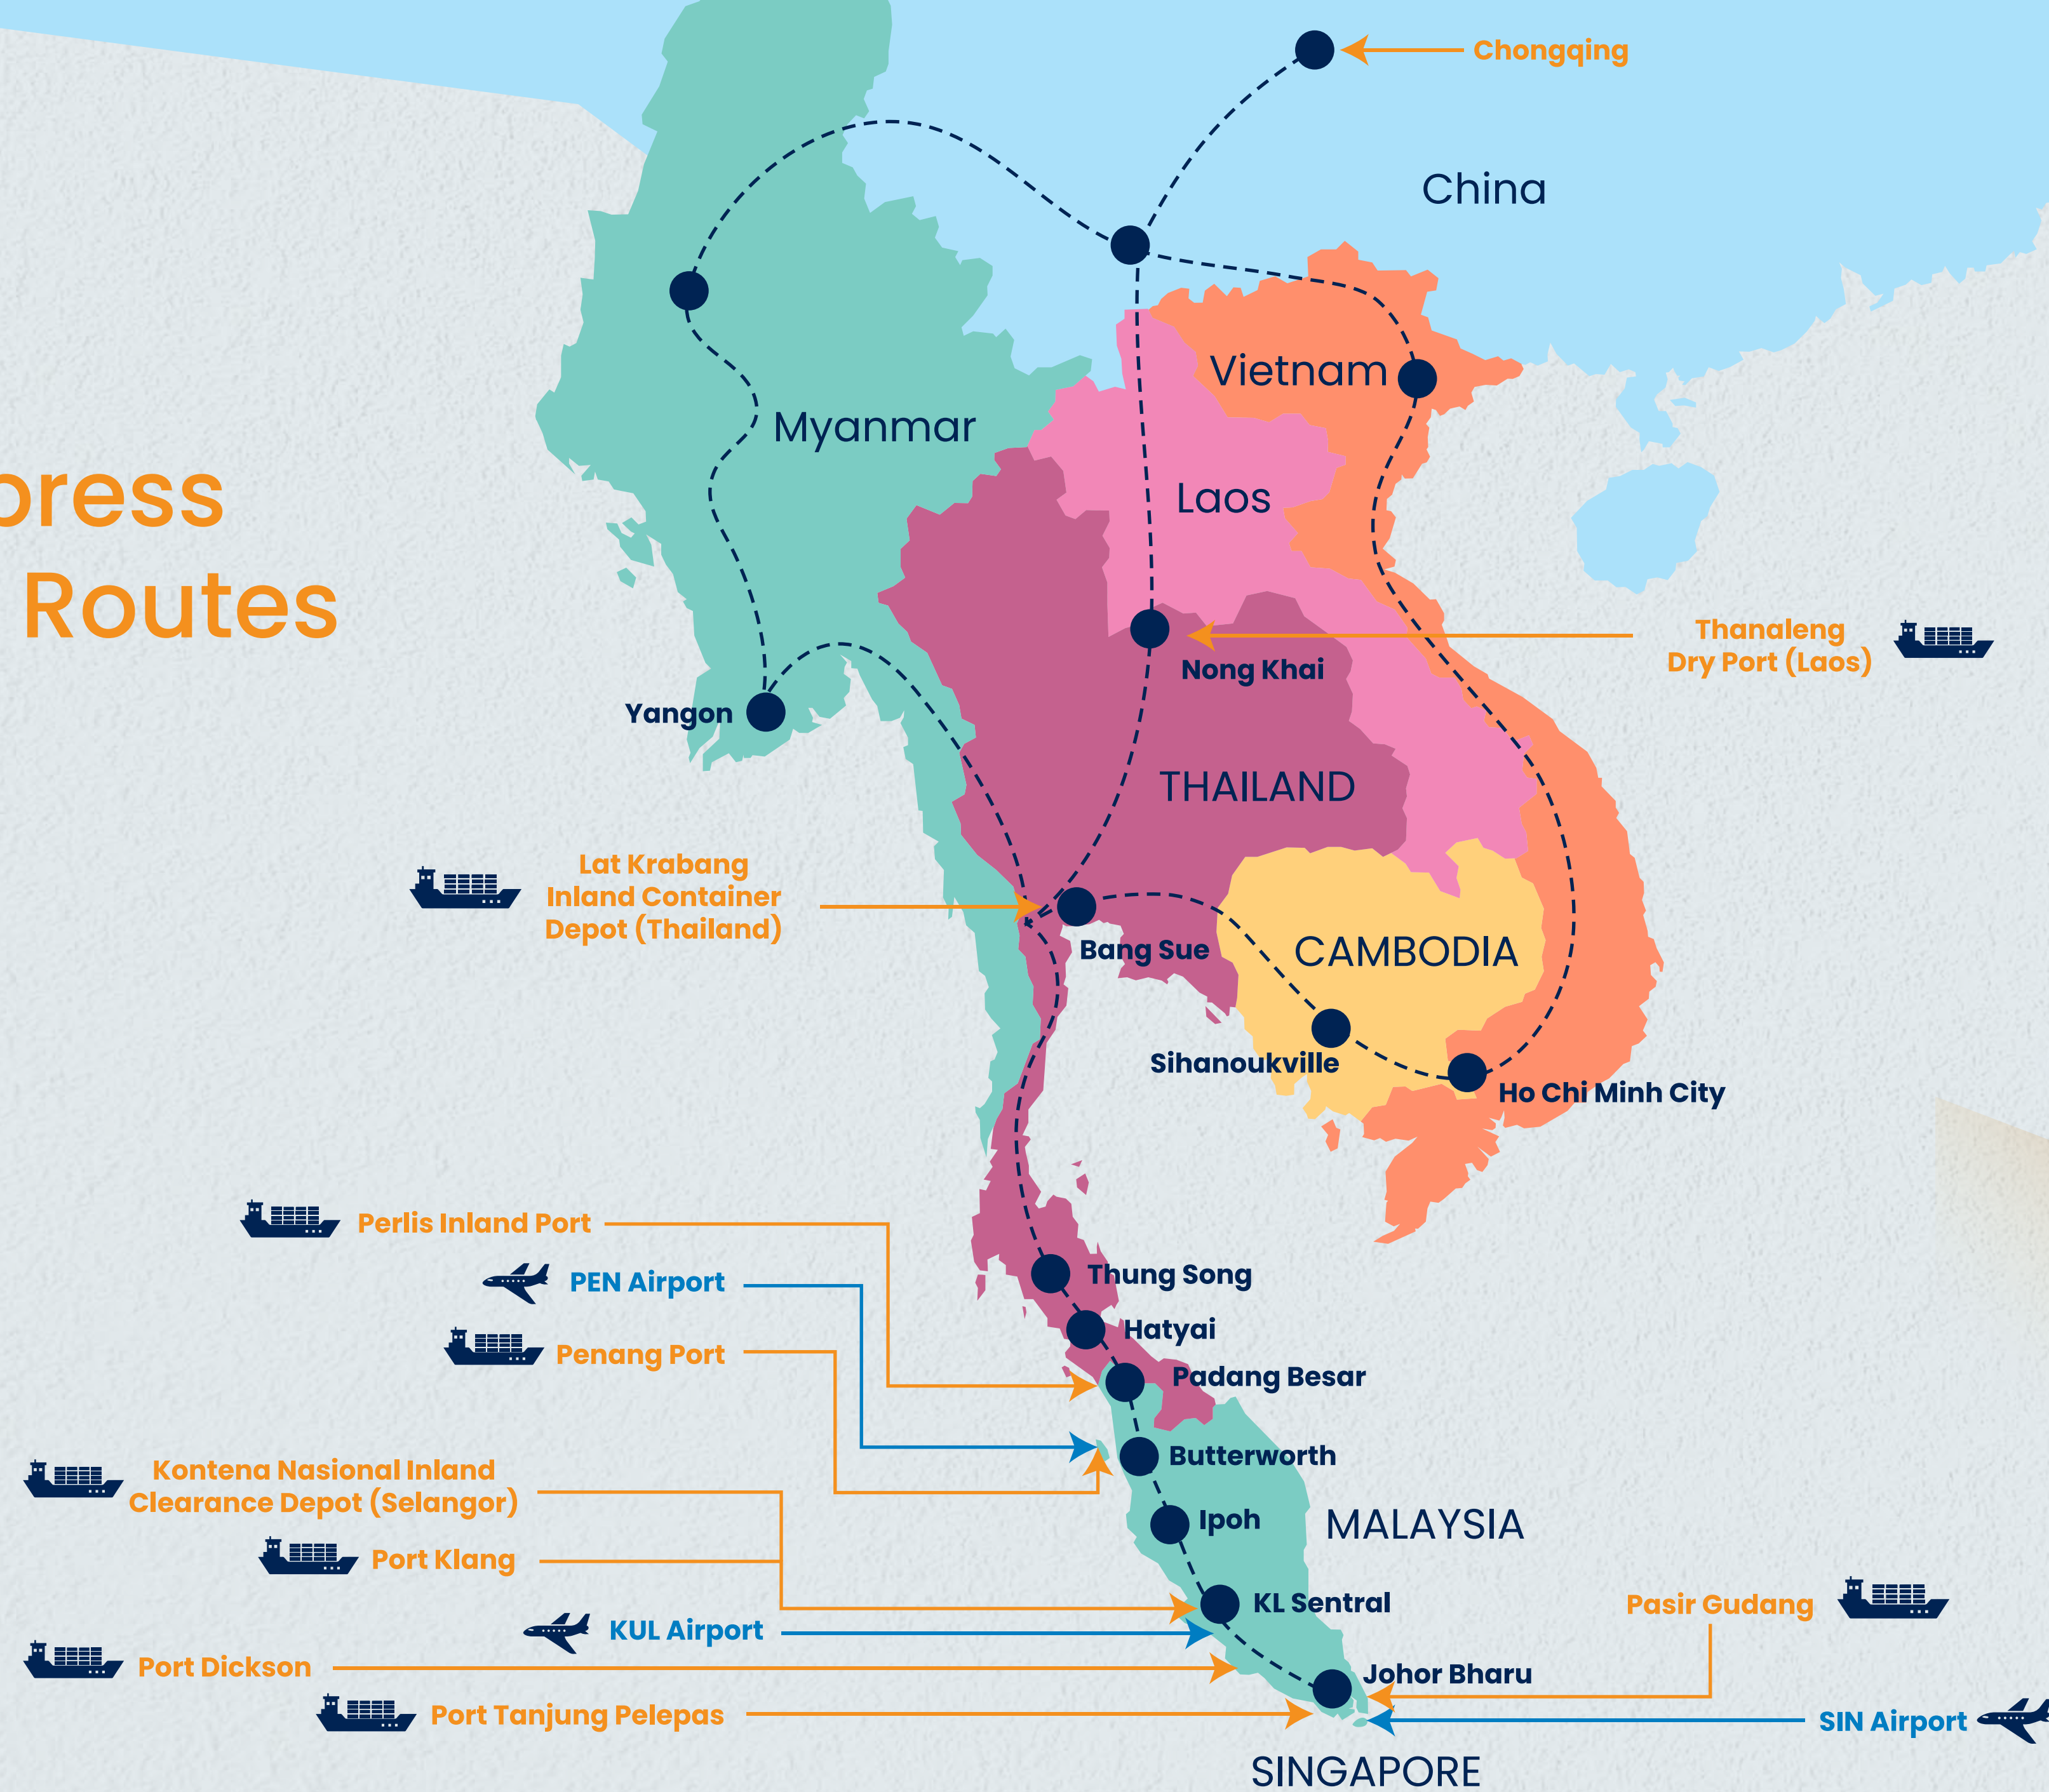 Chongqing
China
Vietnam
Myanmar
Laos
Routes
Thanaleng
Dry Port (Laos)
Nong Khai
Yangon
THAILAND
Lat Krabang
Inland Container
Depot (Thailand)
Bang Sue
CAMBODIA
Sihanoukville
Ho Chi Minh City
Perlis Inland Port
PEN Airport
Thung Song
Hatyai
Penang Port
Padang Besar
Butterworth
Kontena Nasional Inland
Clearance Depot (Selangor)
Ipoh
MALAYSIA
Port Klang
KL Sentral
Pasir Gudang
KUL Airport
Port Dickson
Johor Bharu
Port Tanjung Pelepas
SIN Airport
SINGAPORE